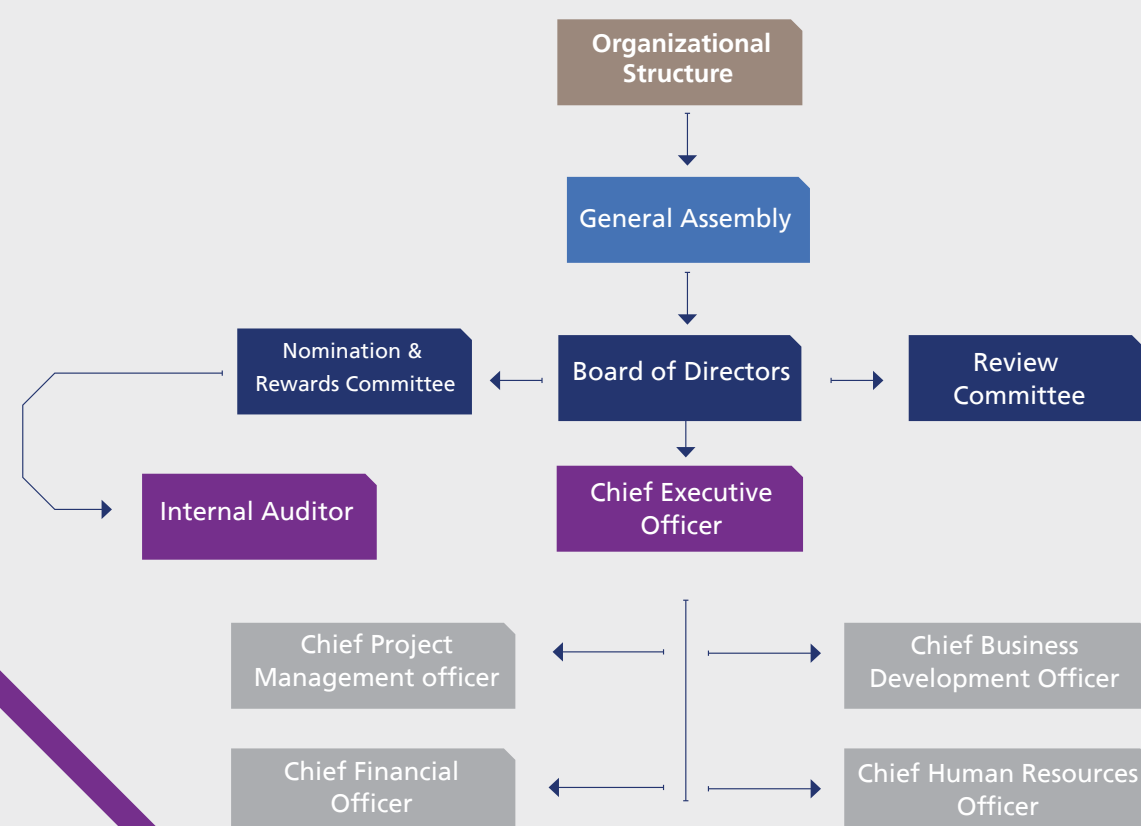 Organizational
Structure
General Assembly
Nomination &
Rewards Committee
Board of Directors
Review
Committee
Internal Auditor
Chief Executive
Officer
Chief Project
Management officer
Chief Business
Development Officer
Chief Financial
Officer
Chief Human Resources
Officer